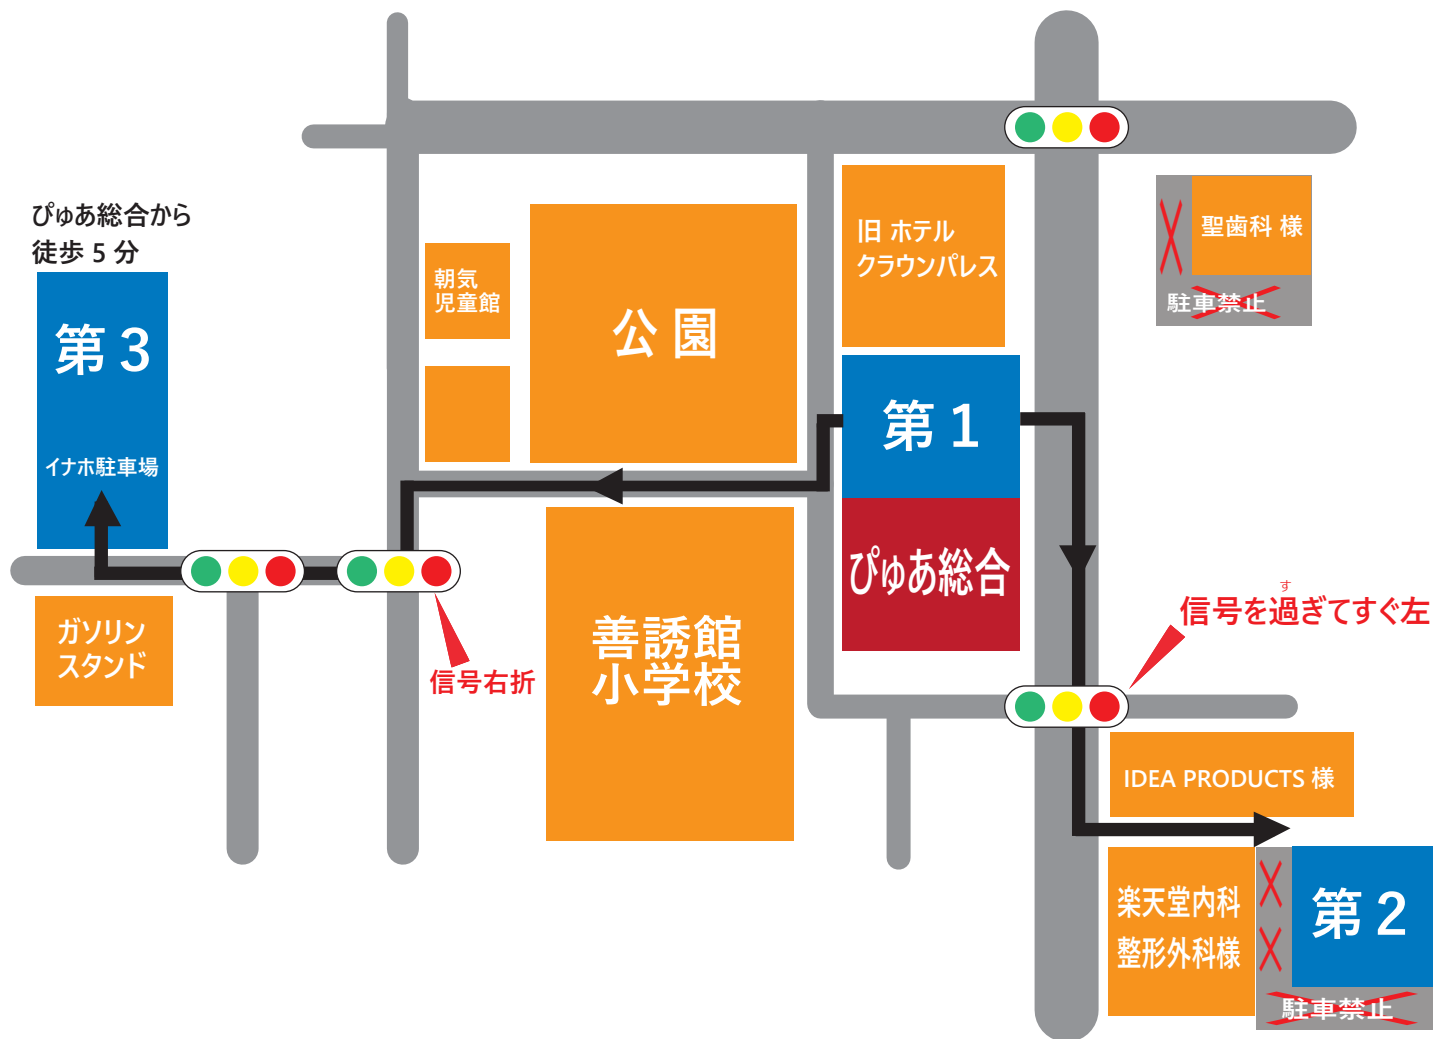 ぴゅあ総合から
徒歩 5 分
第 3
イナホ駐車場
ガソリン
スタンド
朝気
児童館
公 園
旧 ホテル
クラウンパレス
聖歯科 様
駐車禁止
第 1
ぴゅあ総合
善誘館
小学校
信号右折
す
信号を過ぎてすぐ左
IDEA PRODUCTS 様
楽天堂内科
整形外科様
第 2
駐車禁止